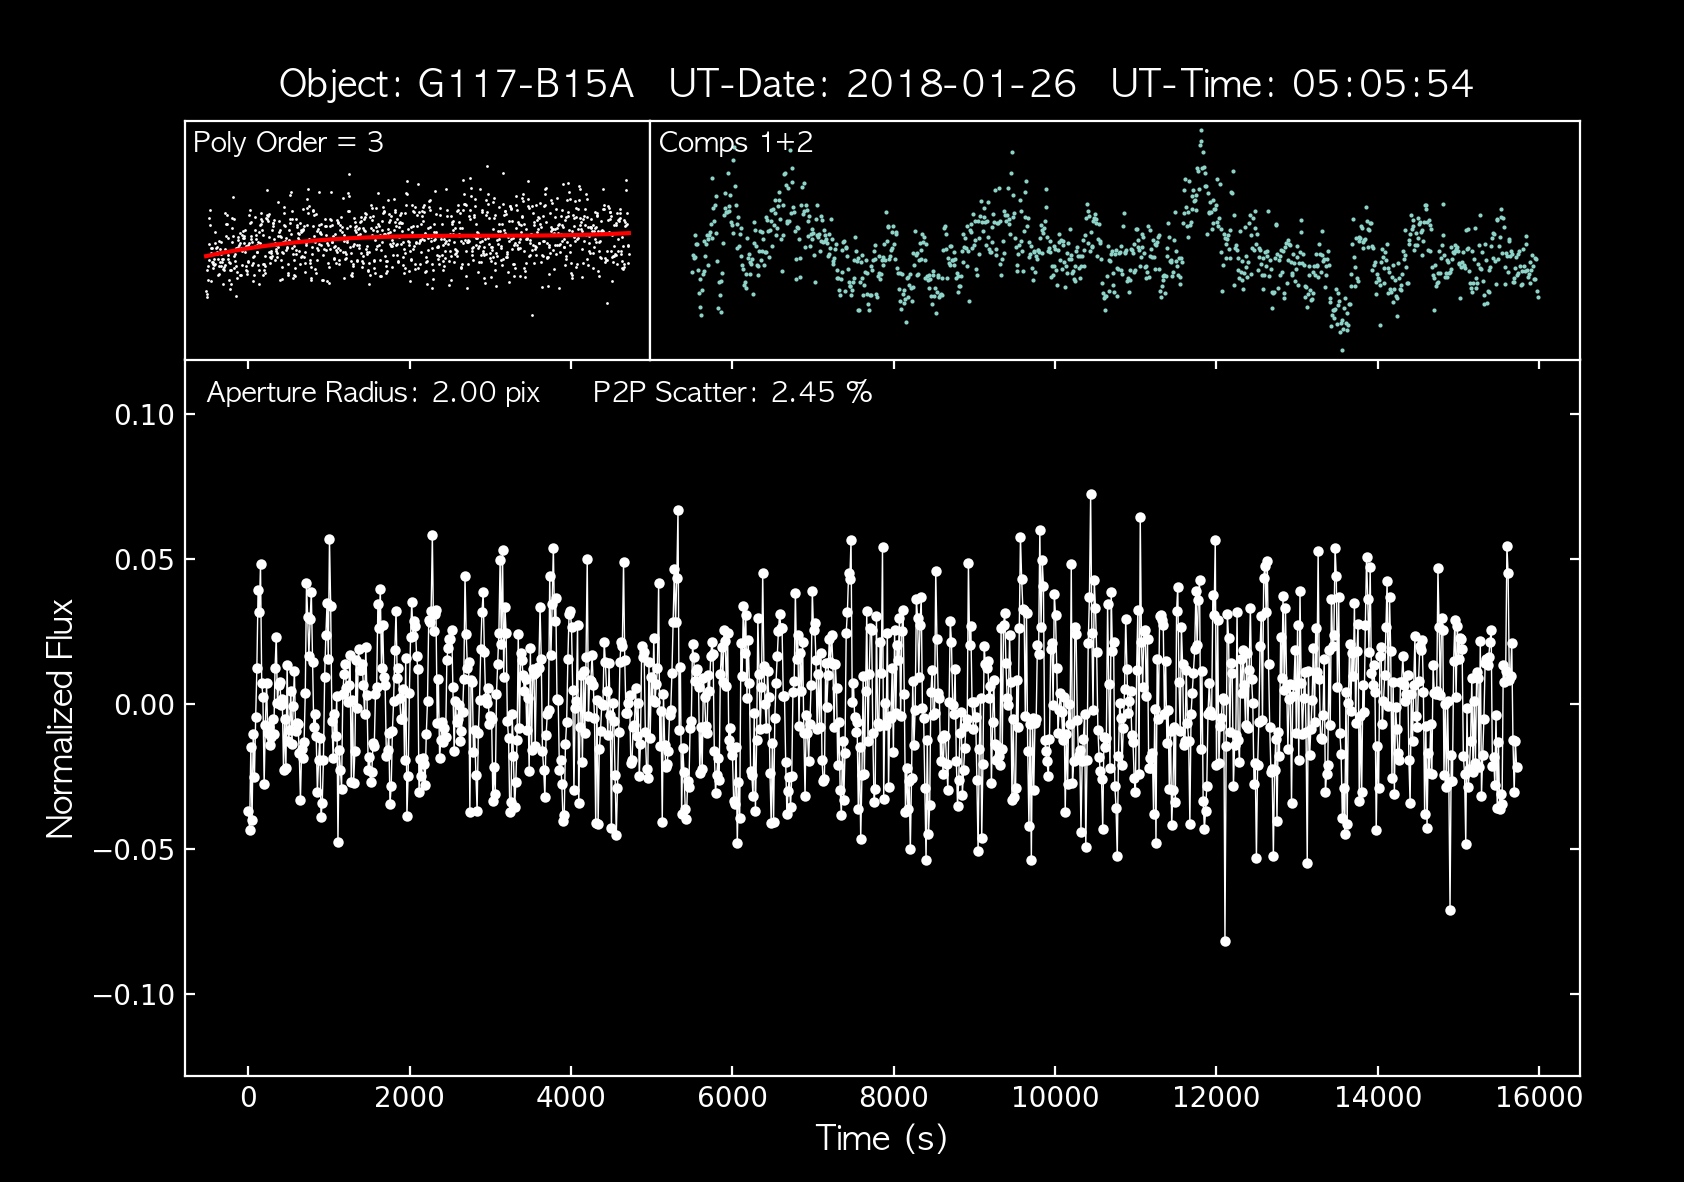 Object: G117-B15A UT-Date: 2018-01-26 UT-Time: 05:05:54
Poly Order = 3
Comps 1+2
Aperture Radius: 2.00 pix P2P Scatter: 2.45 %
0.10
0.05
0.00
−0.05
−0.10
Normalized Flux
0 2000 4000 6000 8000 10000 12000 14000 16000
Time (s)